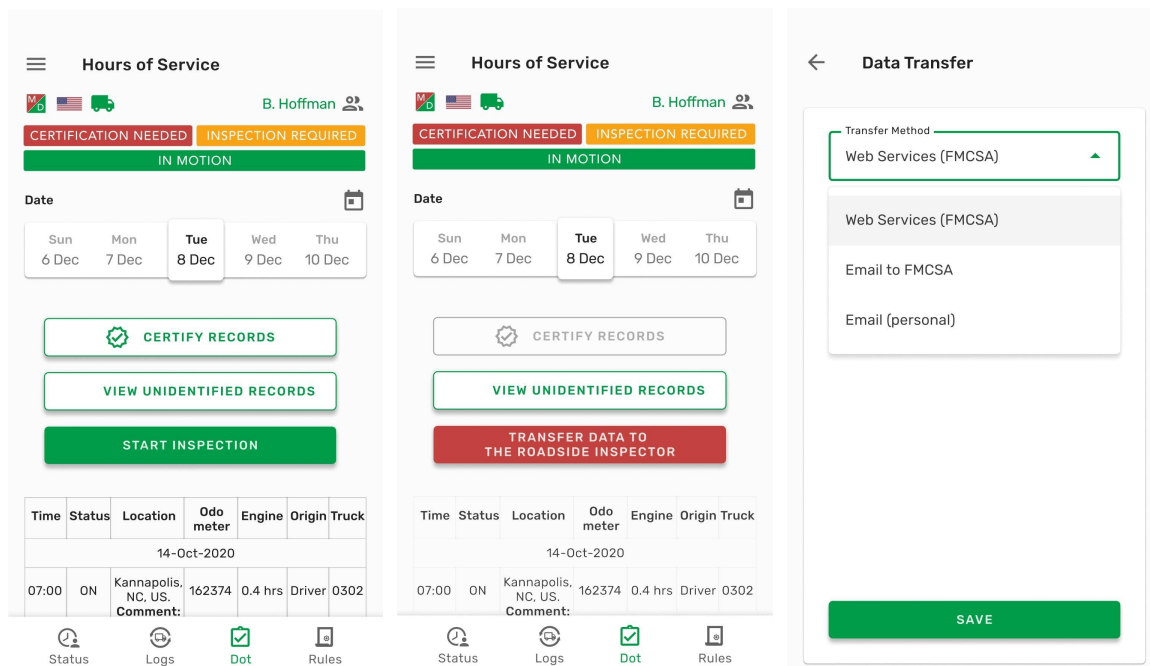 Hours of Service
M D
B. Hoffman
CERTIFICATION NEEDED INSPECTION REQUIRED
IN MOTION
Date
Sun Mon Tue Wed Thu
6 Dec 7 Dec 8 Dec 9 Dec 10 Dec
CERTIFY RECORDS
VIEW UNIDENTIFIED RECORDS
START INSPECTION
Time Status Location Odo meter Engine Origin Truck
14-Oct-2020
07:00 ON Kannapolis, NC, US. 162374 0.4 hrs Driver 0302
Comment:
Status Logs Dot Rules
Hours of Service
M D
B. Hoffman
CERTIFICATION NEEDED INSPECTION REQUIRED
IN MOTION
Date
Sun Mon Tue Wed Thu
6 Dec 7 Dec 8 Dec 9 Dec 10 Dec
CERTIFY RECORDS
VIEW UNIDENTIFIED RECORDS
TRANSFER DATA TO
THE ROADSIDE INSPECTOR
Time Status Location Odo meter Engine Origin Truck
14-Oct-2020
07:00 ON Kannapolis, NC, US. 162374 0.4 hrs Driver 0302
Comment:
Status Logs Dot Rules
Data Transfer
Transfer Method
Web Services (FMCSA)
Web Services (FMCSA)
Email to FMCSA
Email (personal)
SAVE